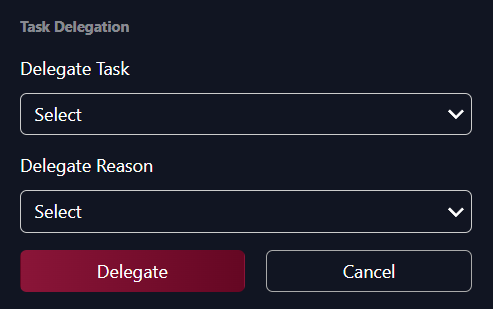 Task Delegation
Delegate Task
Select
Delegate Reason
Select
Delegate
Cancel